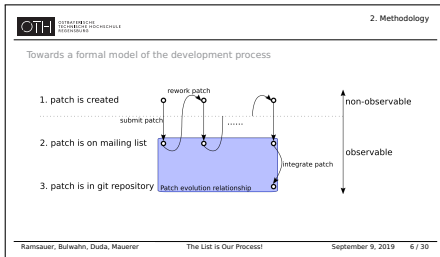 OTH
OSTBAYERISCHE
TECHNISCHE HOCHSCHULE
REGENSBURG
2. Methodology
Towards a formal model of the development process
rework patch
1. patch is created
non-observable
submit patch
......
2. patch is on mailing list
observable
integrate patch
3. patch is in git repository
Patch evolution relationship
Ramsauer, Bulwahn, Duda, Mauerer
The List is Our Process!
September 9, 2019
6 / 30